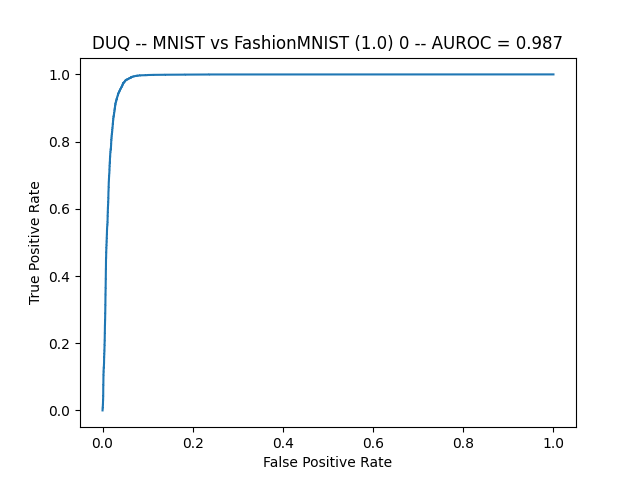 DUQ -- MNIST vs FashionMNIST (1.0) 0 -- AUROC = 0.987
1.0
0.8
0.6
0.4
0.2
0.0
True Positive Rate
0.0 0.2 0.4 0.6 0.8 1.0
False Positive Rate